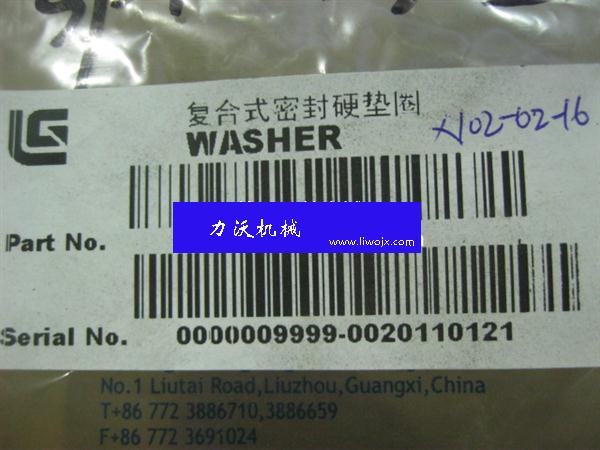 复合式密封硬垫圈
WASHER
X102-02-16
力沃机械
www.liwojx.com
Part No.
Serial No. 0000009999-0020110121
No.1 Liutai Road,Liuzhou,Guangxi,China
T+86 772 3886710,3886659
F+86 772 3691024